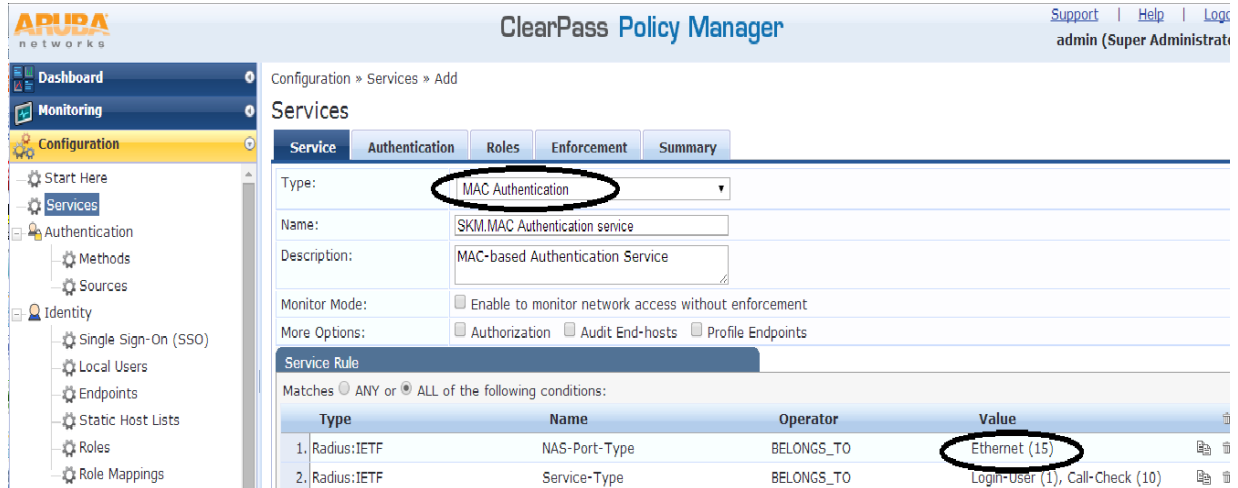 ARUBA
networks
ClearPass Policy Manager
Support | Help |
admin (Super
Dashboard
Monitoring
Configuration
Start Here
Services
Authentication
Methods
Sources
Identity
Single Sign-On (SSO)
Local Users
Endpoints
Static Host Lists
Roles
Role Mappings
Configuration » Services » Add
Services
Service Authentication Roles Enforcement Summary
Type: MAC Authentication
Name: SKM.MAC Authentication service
Description: MAC-based Authentication Service
Monitor Mode: Enable to monitor network access without enforcement
More Options: Authorization Audit End-hosts Profile Endpoints
Service Rule
Matches ANY or ALL of the following conditions:
Type Name Operator Value
1. Radius:IETF NAS-Port-Type BELONGS_TO Ethernet (15)
2. Radius:IETF Service-Type BELONGS_TO Login-User (1), Call-Check (10)